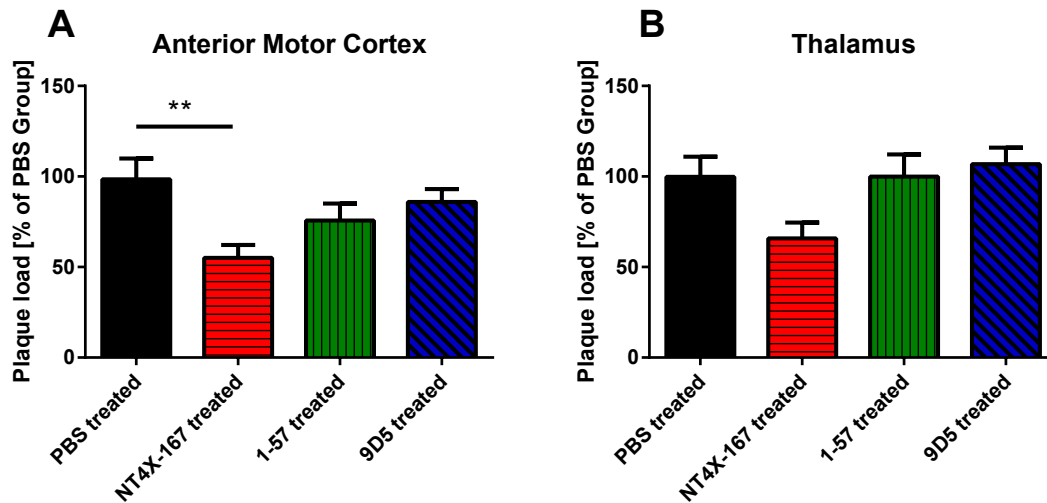 A
Anterior Motor Cortex
Plaque load [% of PBS Group]
150
100
50
0
**
PBS treated
NT4X-167 treated
1-57 treated
9D5 treated
B
Thalamus
Plaque load [% of PBS Group]
150
100
50
0
PBS treated
NT4X-167 treated
1-57 treated
9D5 treated